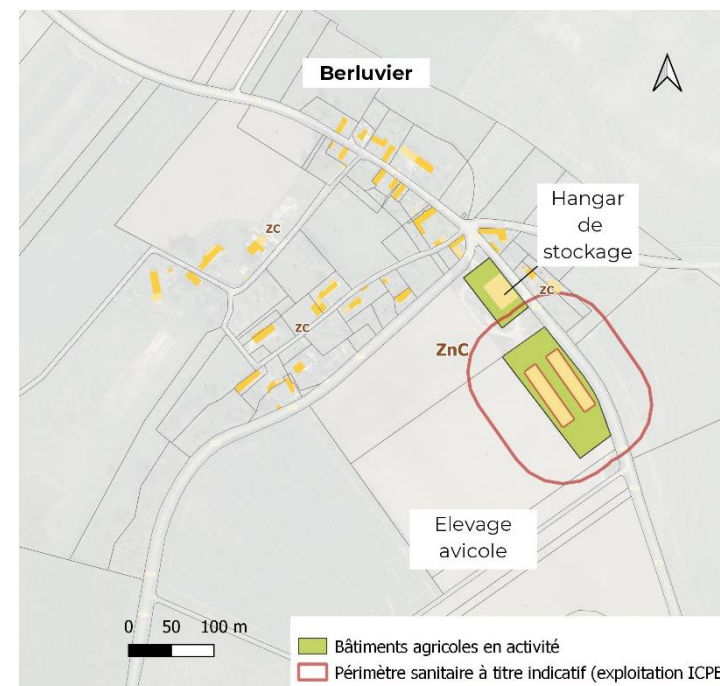 Berluvier
Hangar
de
stockage
zc
zc
zc
ZnC
Elevage
avicole
0 50 100 m
Bâtiments agricoles en activité
Périmètre sanitaire à titre indicatif (exploitation ICPE